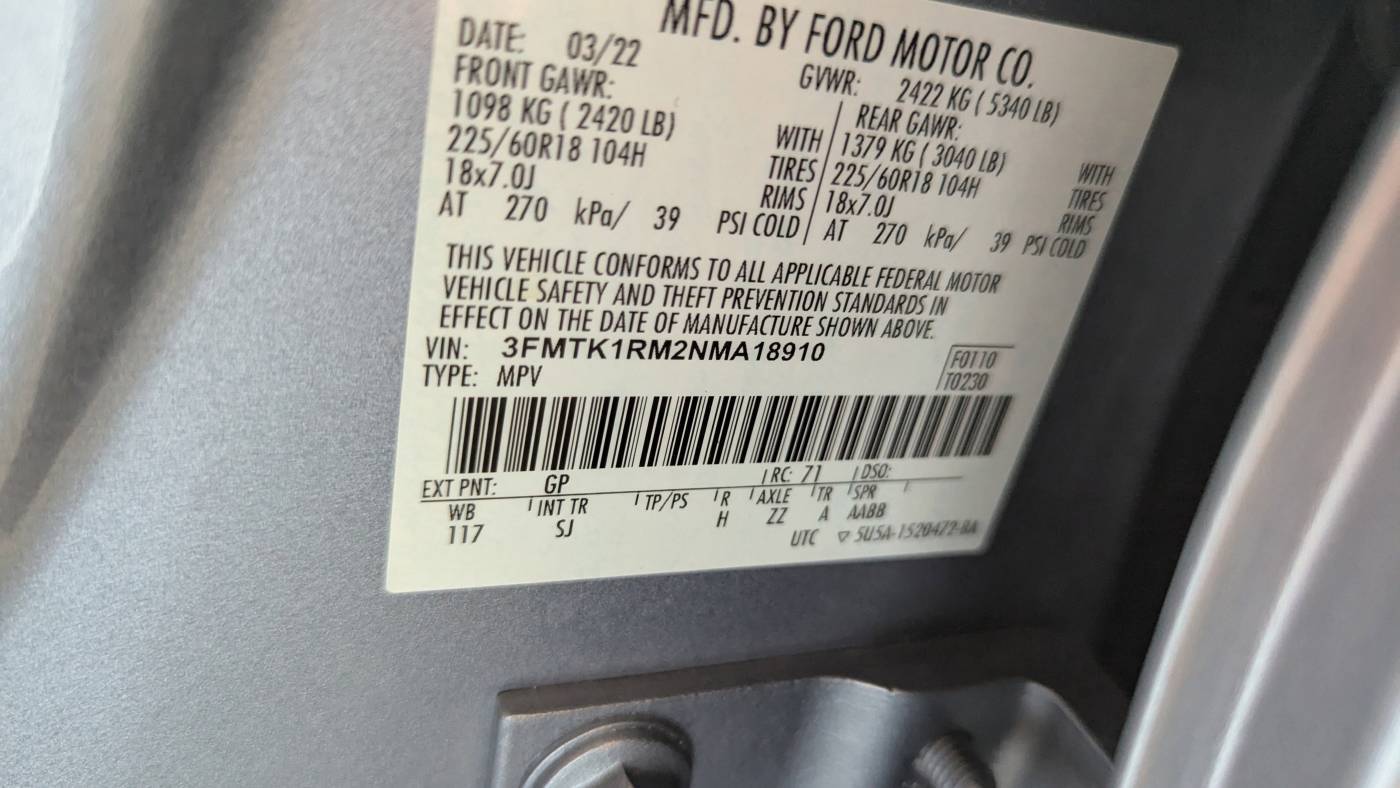 MFD. BY FORD MOTOR CO.
DATE: 03/22
GVWR: 2422 KG ( 5340 LB)
FRONT GAWR:
REAR GAWR:
1098 KG ( 2420 LB) WITH
1379 KG ( 3040 LB) WITH
225/60R18 104H TIRES
225/60R18 104H TIRES
18x7.0J RIMS
18x7.0J RIMS
AT 270 kPa/ 39 PSI COLD
AT 270 kPa/ 39 PSI COLD
THIS VEHICLE CONFORMS TO ALL APPLICABLE FEDERAL MOTOR
VEHICLE SAFETY AND THEFT PREVENTION STANDARDS IN
EFFECT ON THE DATE OF MANUFACTURE SHOWN ABOVE.
VIN: 3FMTK1RM2NMA18910
F0110
TYPE: MPV
T0230
EXT PNT: GP RC: 71 DSO:
WB INT TR TP/PS R AXLE TR SPR
117 SJ H ZZ A AABB
UTC ▽ 5U5A-1520472-BA